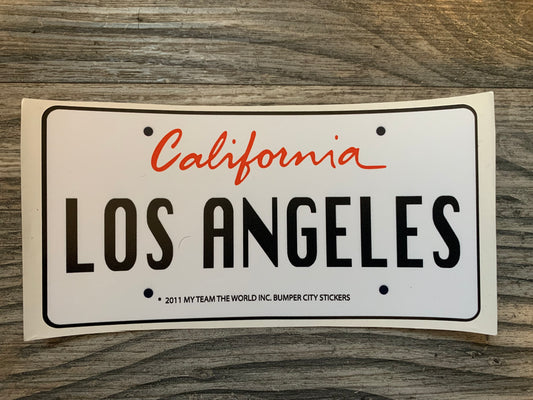 California
LOS ANGELES
• 2011 MY TEAM THE WORLD INC. BUMPER CITY STICKERS